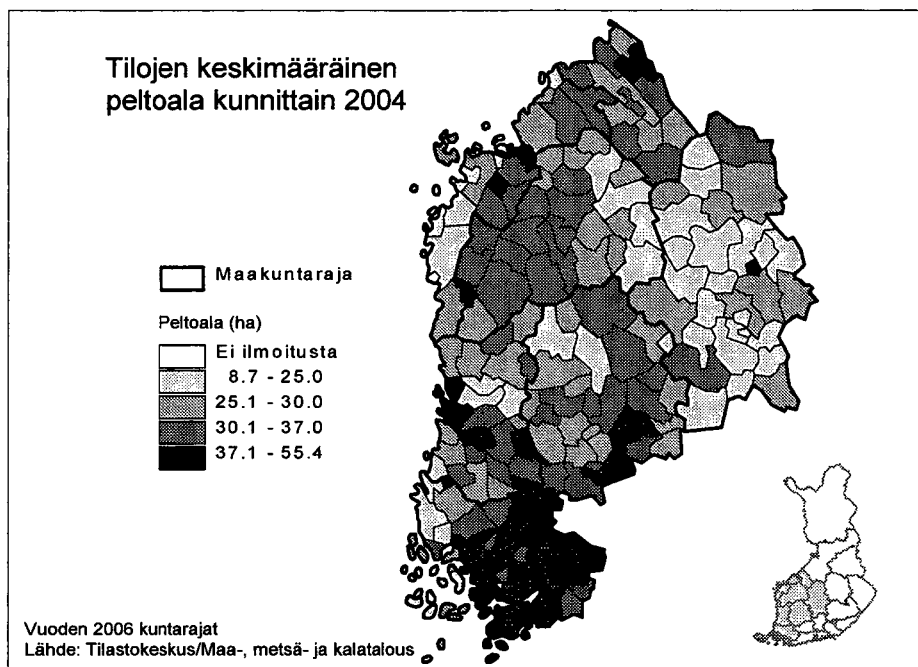 Tilojen keskimääräinen
peltoala kunnittain 2004
Maakuntaraja
Peltoala (ha)
Ei ilmoitusta
8.7 - 25.0
25.1 - 30.0
30.1 - 37.0
37.1 - 55.4
Vuoden 2006 kuntarajat
Lähde: Tilastokeskus/Maa-, metsä- ja kalatalous